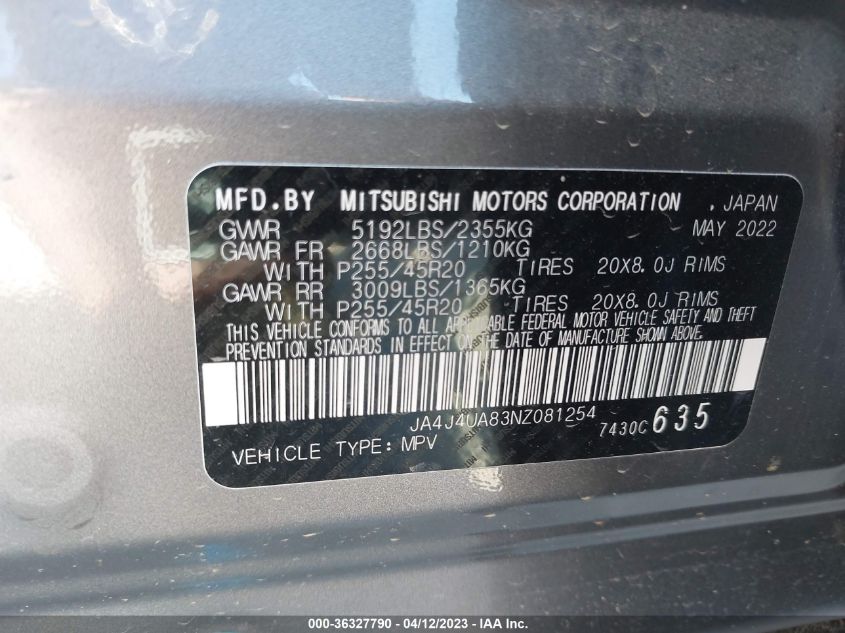 MFD.BY MITSUBISHI MOTORS CORPORATION , JAPAN
GVWR 5192LBS/2355KG MAY 2022
GAWR FR 2668LBS/1210KG
WITH P255/45R20 TIRES 20X8.0J RIMS
GAWR RR 3009LBS/1365KG
WITH P255/45R20 TIRES 20X8.0J RIMS
THIS VEHICLE CONFORMS TO ALL APPLICABLE FEDERAL MOTOR VEHICLE SAFETY AND THEFT
PREVENTION STANDARDS IN EFFECT ON THE DATE OF MANUFACTURE SHOWN ABOVE.
JA4J4UA83NZ081254
7430C 635
VEHICLE TYPE: MPV
000-36327790 - 04/12/2023 - IAA Inc.